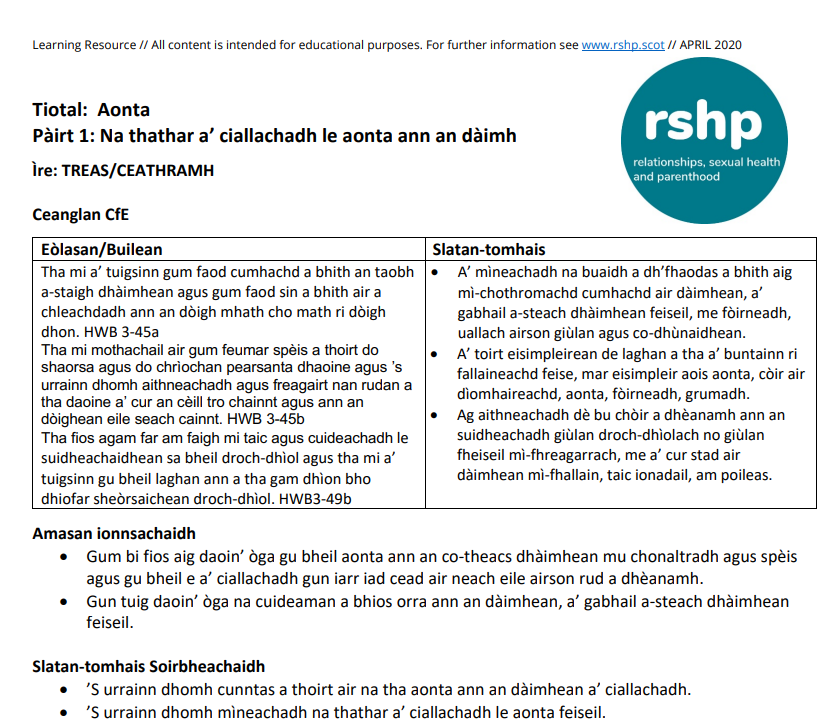 Learning Resource // All content is intended for educational purposes. For further information see www.rshp.scot // APRIL 2020
rshp
relationships, sexual health
and parenthood
Tiotal:  Aonta
Pàirt 1: Na thathar a’ ciallachadh le aonta ann an dàimh
Ìre: TREAS/CEATHRAMH
Ceanglan CfE
Eòlasan/Builean
Tha mi a’ tuigsinn gum faod cumhachd a bhith an taobh
a-staigh dhàimhean agus gum faod sin a bhith air a
chleachdadh ann an dòigh mhath cho math ri dòigh
dhon. HWB 3-45a
Tha mi mothachail air gum feumar spèis a thoirt do
shaorsa agus do chrìochan pearsanta dhaoine agus ’s
urrainn dhomh aithneachadh agus freagairt nan rudan a
tha daoine a’ cur an cèill tro chainnt agus ann an
dòighean eile seach cainnt. HWB 3-45b
Tha fios agam far am faigh mi taic agus cuideachadh le
suidheachaidhean sa bheil droch-dhìol agus tha mi a’
tuigsinn gu bheil laghan ann a tha gam dhìon bho
dhiofar sheòrsaichean droch-dhìol. HWB3-49b
Slatan-tomhais
• A’ mìneachadh na buaidh a dh’fhaodas a bhith aig
mì-chothromachd cumhachd air dàimhean, a’
gabhail a-steach dhàimhean feiseil, me fòirneadh,
uallach airson giùlan agus co-dhùnaidhean.
• A’ toirt eisimpleirean de laghan a tha a’ buntainn ri
fallaineachd feise, mar eisimpleir aois aonta, còir air
dìomhaireachd, aonta, fòirneadh, grumadh.
• Ag aithneachadh dè bu chòir a dhèanamh ann an
suidheachadh giùlan droch-dhìolach no giùlan
fheiseil mì-fhreagarrach, me a’ cur stad air
dàimhean mì-fhallain, taic ionadail, am poileas.
Amasan ionnsachaidh
• Gum bi fios aig daoin’ òga gu bheil aonta ann an co-theacs dhàimhean mu chonaltradh agus spèis
agus gu bheil e a’ ciallachadh gun iarr iad cead air neach eile airson rud a dhèanamh.
• Gun tuig daoin’ òga na cuideaman a bhios orra ann an dàimhean, a’ gabhail a-steach dhàimhean
feiseil.
Slatan-tomhais Soirbheachaidh
• ’S urrainn dhomh cunntas a thoirt air na tha aonta ann an dàimhean a’ ciallachadh.
• ’S urrainn dhomh mìneachadh na thathar a’ ciallachadh le aonta feiseil.